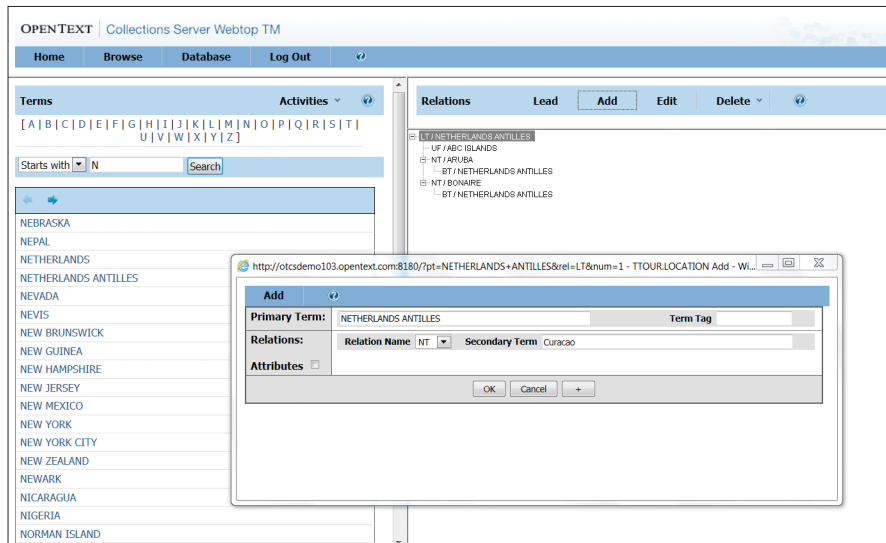 OPENTEXT | Collections Server Webtop TM
Home Browse Database Log Out
Terms Activities
[ A | B | C | D | E | F | G | H | I | J | K | L | M | N | O | P | Q | R | S | T |
U | V | W | X | Y | Z ]
Starts with N Search
NEBRASKA
NEPAL
NETHERLANDS
NETHERLANDS ANTILLES
NEVADA
NEVIS
NEW BRUNSWICK
NEW GUINEA
NEW HAMPSHIRE
NEW JERSEY
NEW MEXICO
NEW YORK
NEW YORK CITY
NEW ZEALAND
NEWARK
NICARAGUA
NIGERIA
NORMAN ISLAND
Relations Lead Add Edit Delete
LT / NETHERLANDS ANTILLES
UF / ABC ISLANDS
NT / ARUBA
BT / NETHERLANDS ANTILLES
NT / BONAIRE
BT / NETHERLANDS ANTILLES
http://otcsdemo103.opentext.com:8180/?pt=NETHERLANDS+ANTILLES&rel=LT&num=1 - TTOUR.LOCATION Add - Wi...
Add
Primary Term: NETHERLANDS ANTILLES Term Tag
Relations: Relation Name NT Secondary Term Curacao
Attributes
OK Cancel +